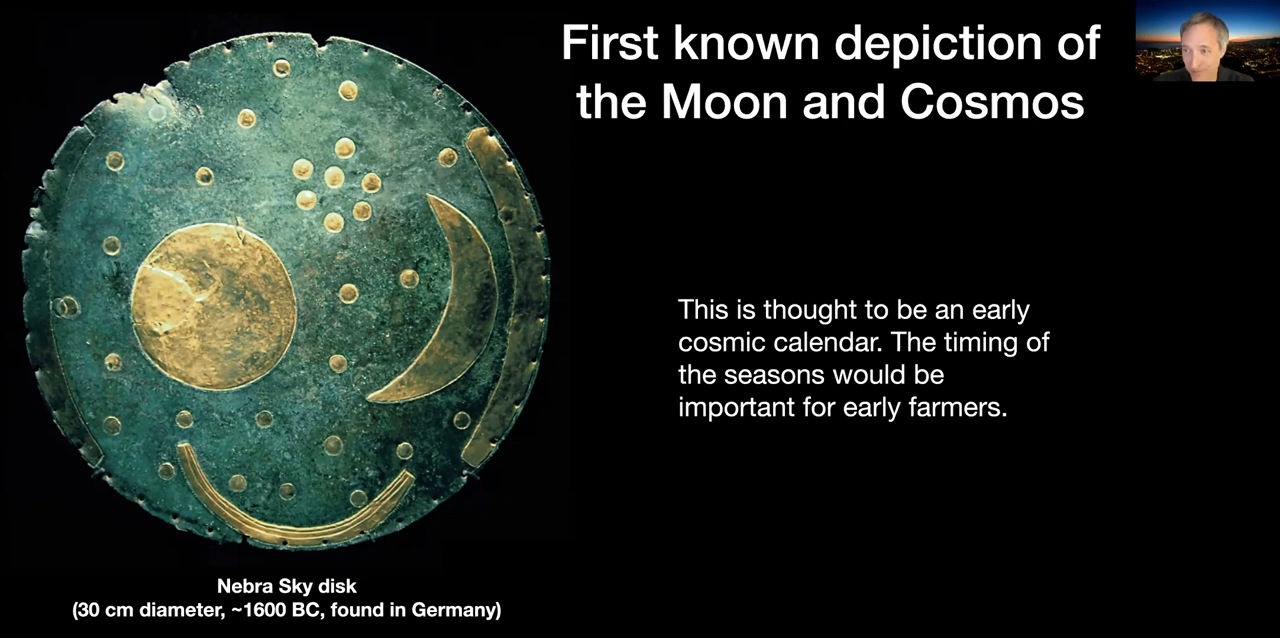 First known depiction of
the Moon and Cosmos
This is thought to be an early
cosmic calendar. The timing of
the seasons would be
important for early farmers.
Nebra Sky disk
(30 cm diameter, ~1600 BC, found in Germany)